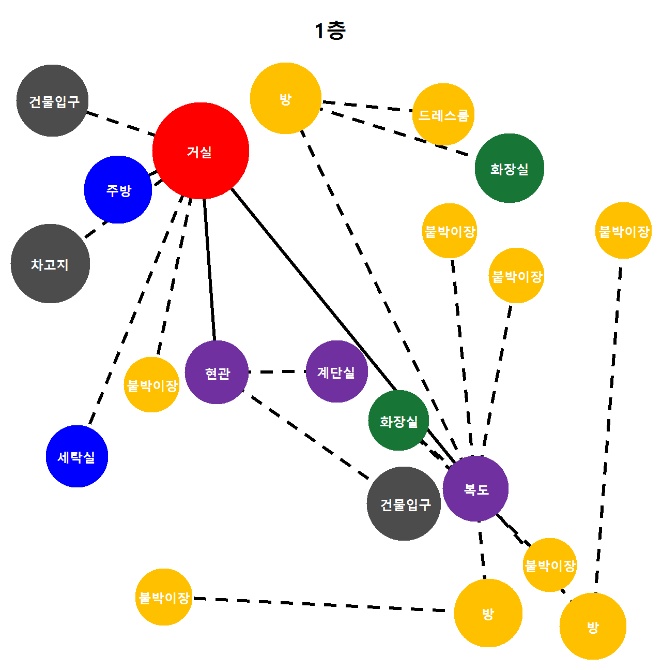 1층
건물입구
방
드레스룸
거실
화장실
주방
붙박이장
붙박이장
차고지
붙박이장
현관
계단실
붙박이장
화장실
세탁실
복도
건물입구
붙박이장
붙박이장
방
방